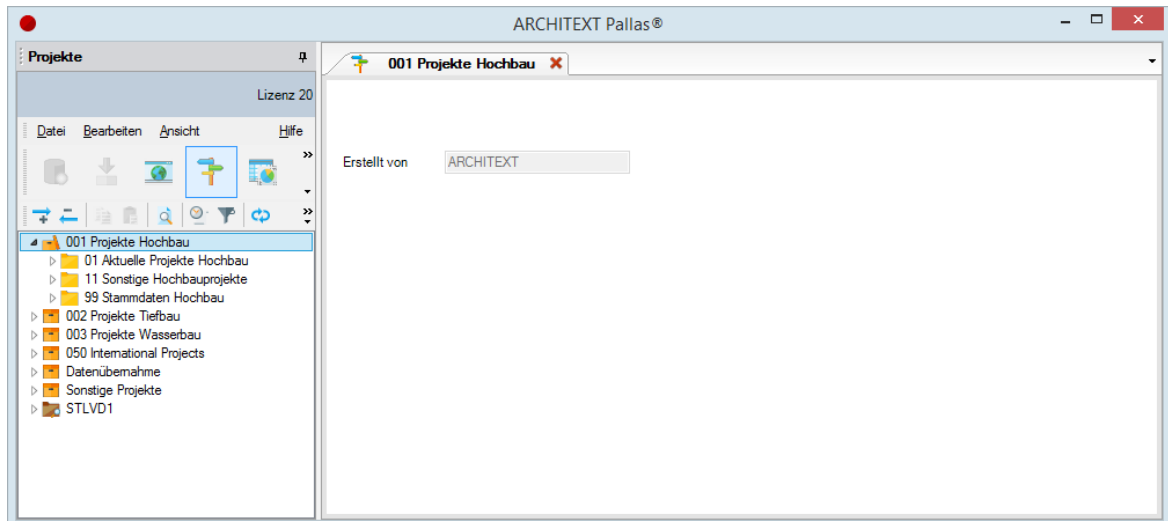 ARCHITEXT Pallas®
Projekte
001 Projekte Hochbau
Lizenz 20
Datei Bearbeiten Ansicht Hilfe
Erstellt von ARCHITEXT
001 Projekte Hochbau
01 Aktuelle Projekte Hochbau
11 Sonstige Hochbauprojekte
99 Stammdaten Hochbau
002 Projekte Tiefbau
003 Projekte Wasserbau
050 International Projects
Datenübernahme
Sonstige Projekte
STLVD1